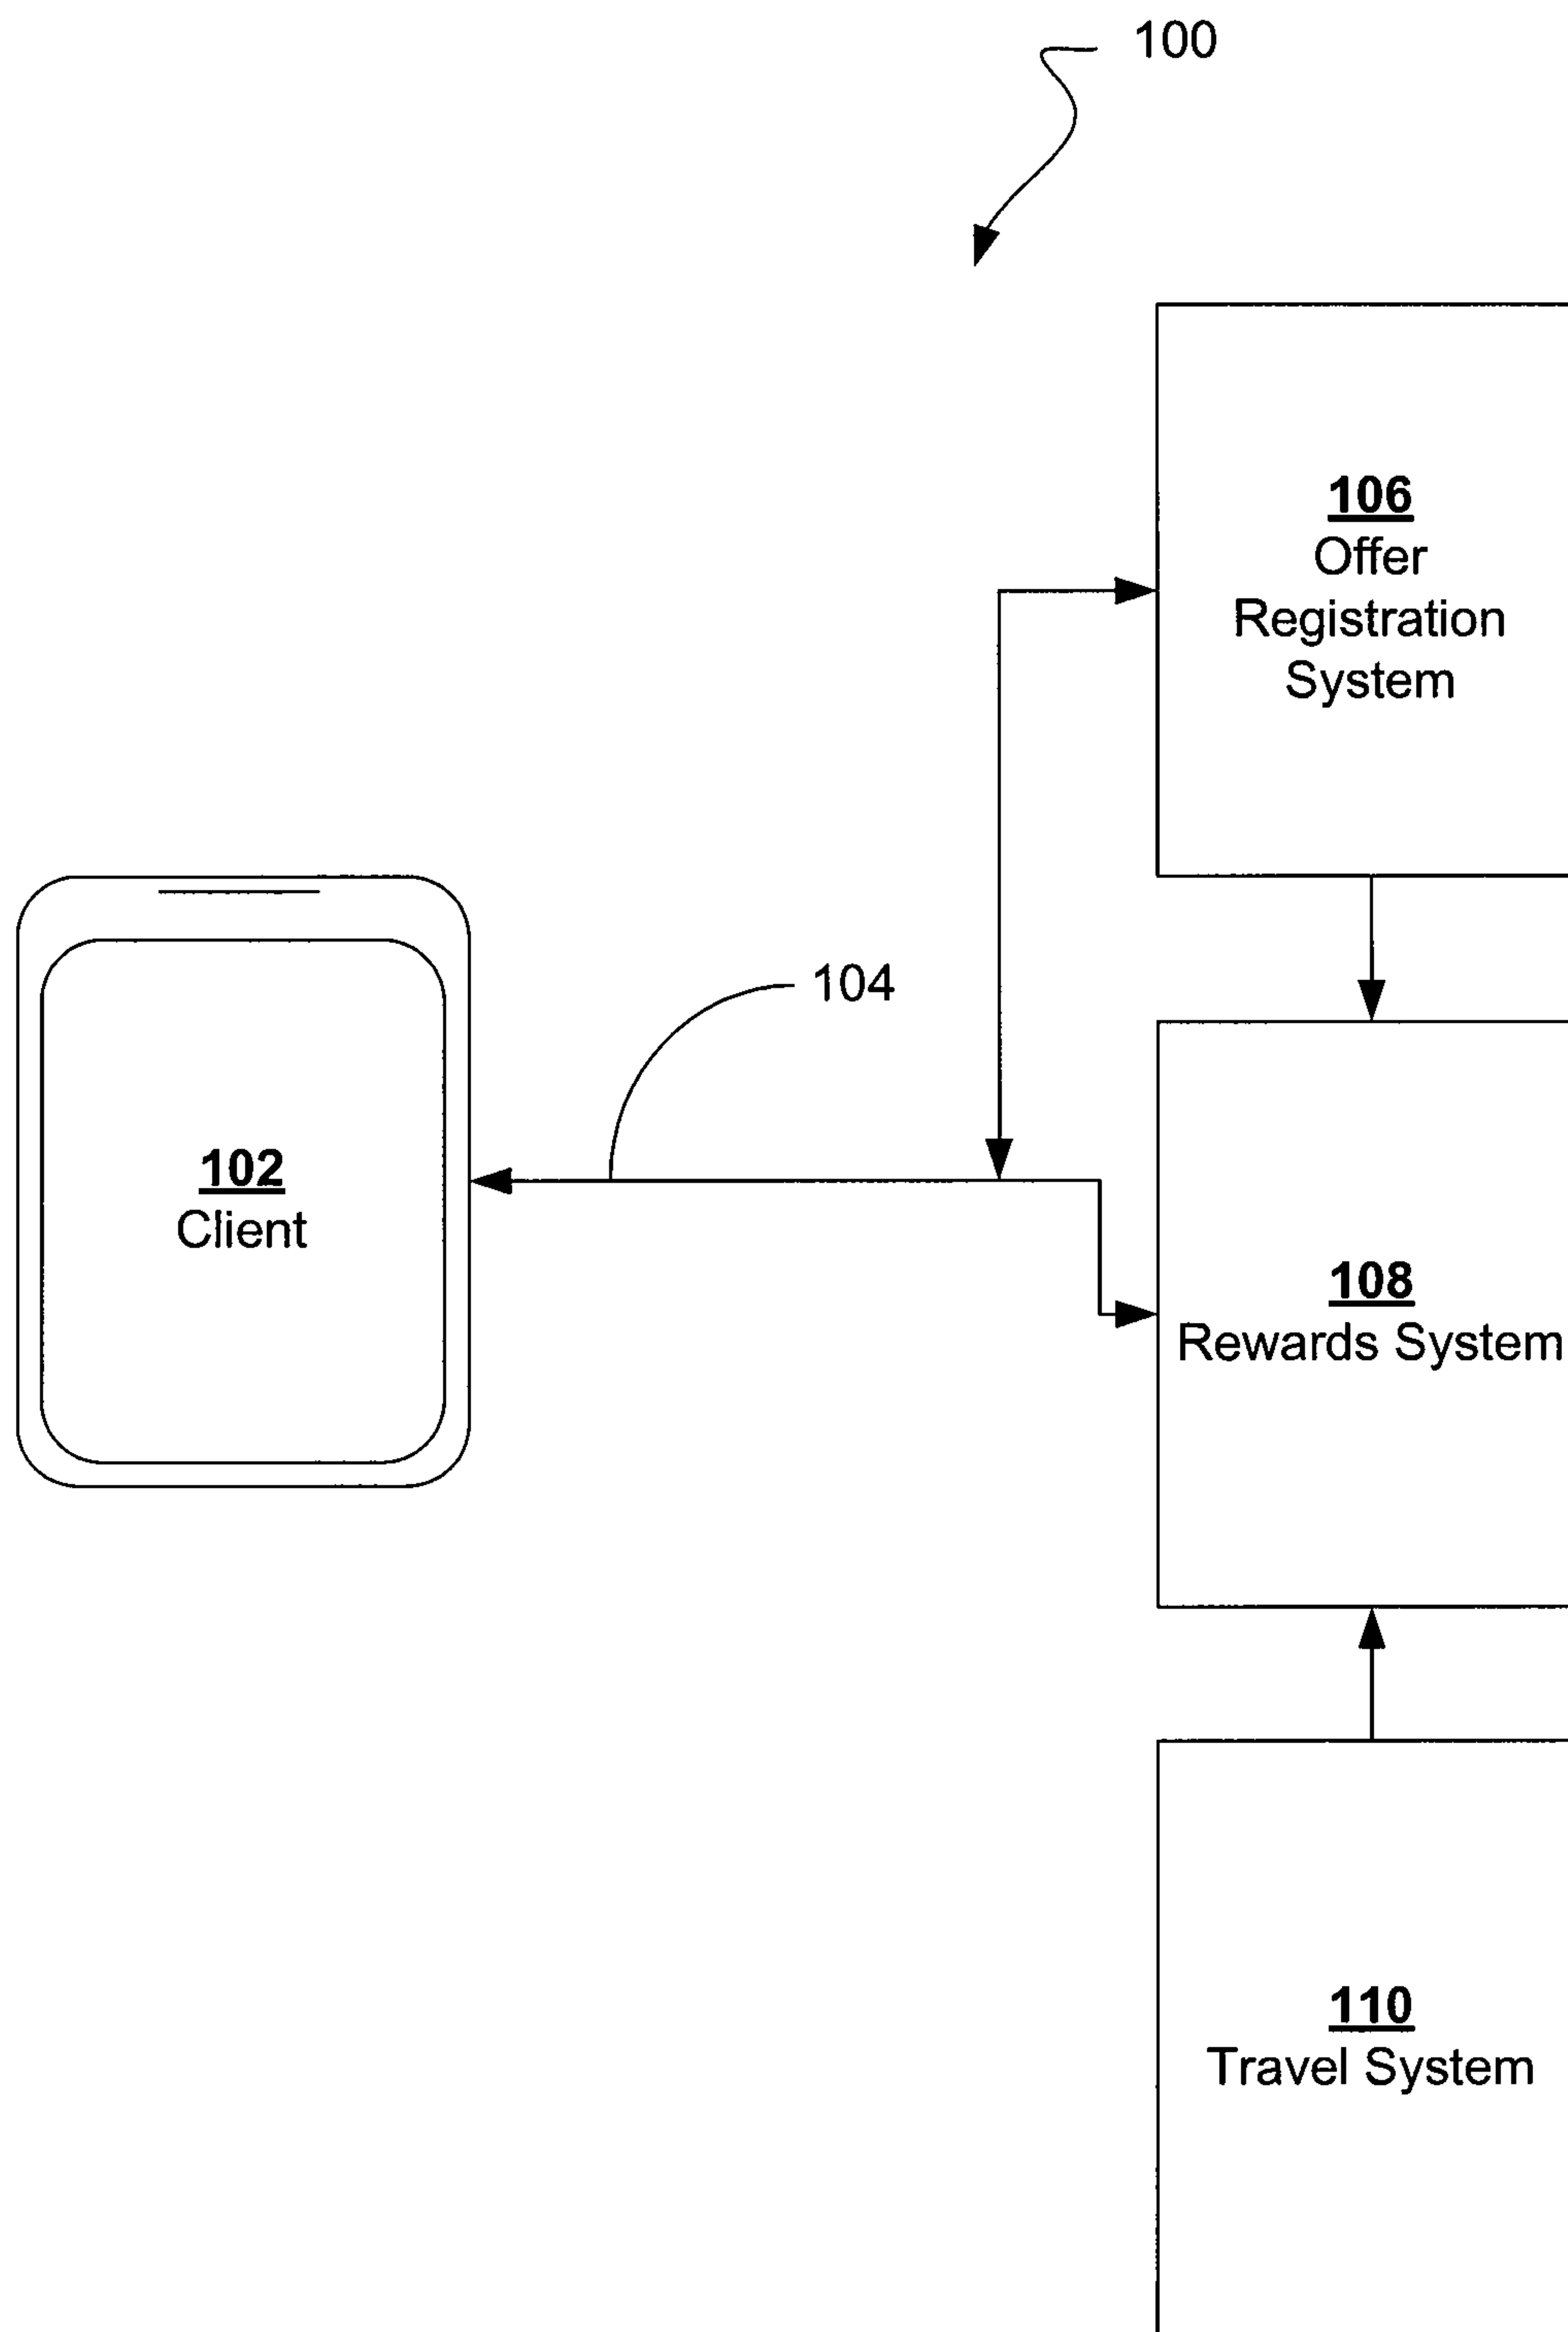 100
106
Offer
Registration
System
104
102
Client
108
Rewards System
110
Travel System